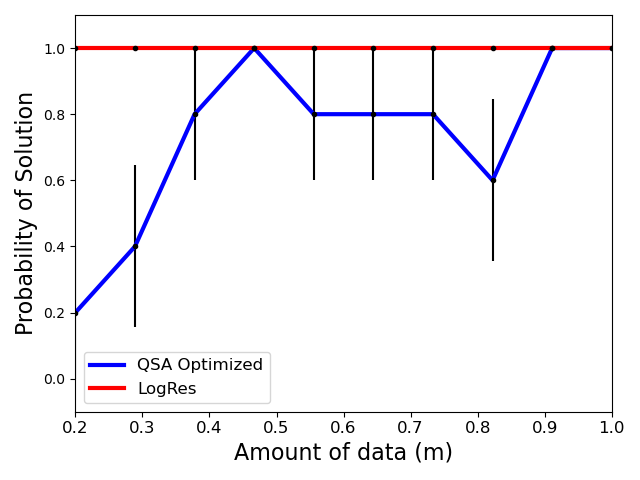 Probability of Solution
1.0
0.8
0.6
0.4
0.2
0.0
QSA Optimized
LogRes
0.2 0.3 0.4 0.5 0.6 0.7 0.8 0.9 1.0
Amount of data (m)